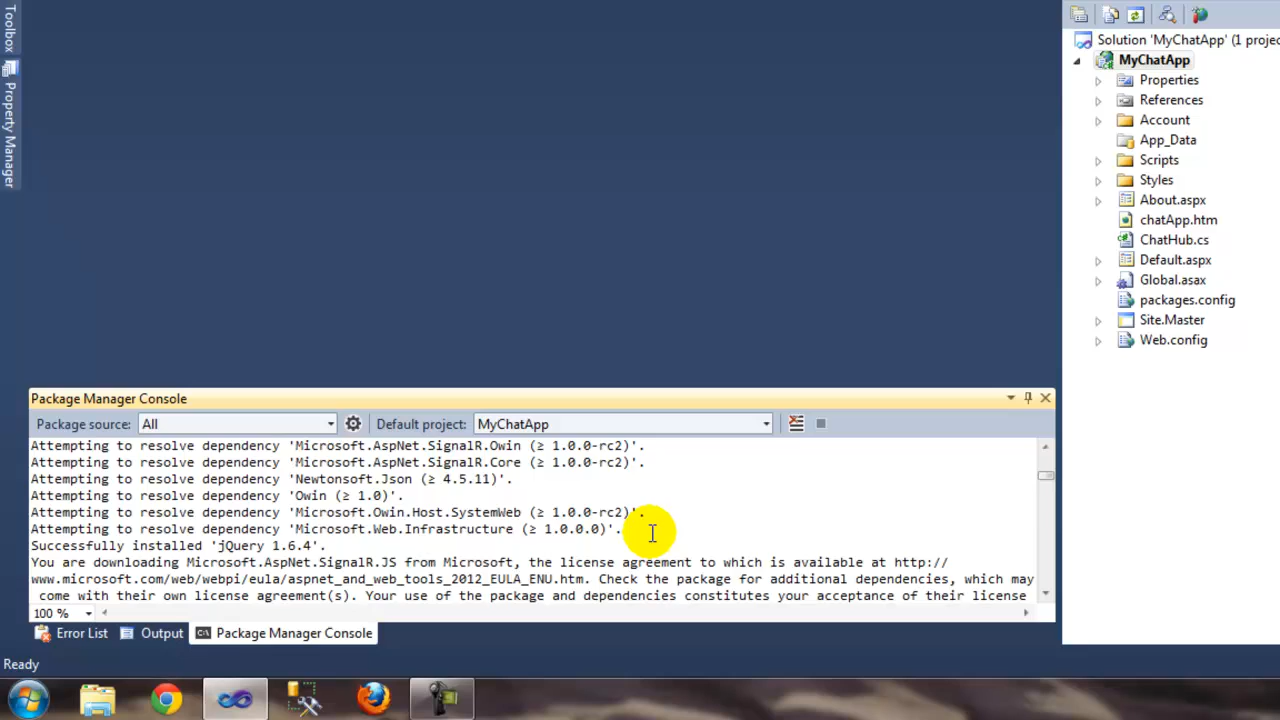 Toolbox
Property Manager
Solution 'MyChatApp' (1 projec
MyChatApp
Properties
References
Account
App_Data
Scripts
Styles
About.aspx
chatApp.htm
ChatHub.cs
Default.aspx
Global.asax
packages.config
Site.Master
Web.config
Package Manager Console
Package source: All Default project: MyChatApp
Attempting to resolve dependency 'Microsoft.AspNet.SignalR.Owin (≥ 1.0.0-rc2)'.
Attempting to resolve dependency 'Microsoft.AspNet.SignalR.Core (≥ 1.0.0-rc2)'.
Attempting to resolve dependency 'Newtonsoft.Json (≥ 4.5.11)'.
Attempting to resolve dependency 'Owin (≥ 1.0)'.
Attempting to resolve dependency 'Microsoft.Owin.Host.SystemWeb (≥ 1.0.0-rc2)'.
Attempting to resolve dependency 'Microsoft.Web.Infrastructure (≥ 1.0.0.0)'.
Successfully installed 'jQuery 1.6.4'.
You are downloading Microsoft.AspNet.SignalR.JS from Microsoft, the license agreement to which is available at http://
www.microsoft.com/web/webpi/eula/aspnet_and_web_tools_2012_EULA_ENU.htm. Check the package for additional dependencies, which may
come with their own license agreement(s). Your use of the package and dependencies constitutes your acceptance of their license
100 %
Error List Output Package Manager Console
Ready